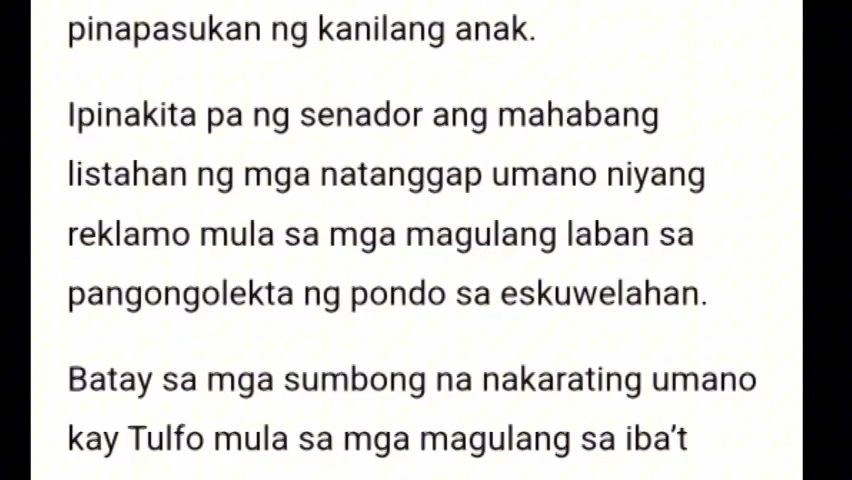 pinapasukan ng kanilang anak.
Ipinakita pa ng senador ang mahabang
listahan ng mga natanggap umano niyang
reklamo mula sa mga magulang laban sa
pangongolekta ng pondo sa eskuwelahan.
Batay sa mga sumbong na nakarating umano
kay Tulfo mula sa mga magulang sa iba’t